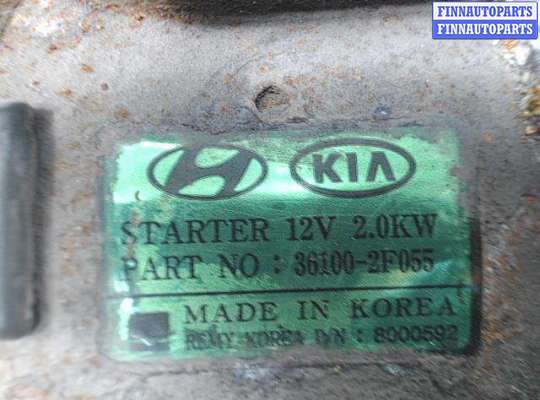 FINNAUTOPARTS
FINNAUTOPARTS
KIA
STARTER 12V 2.0KW
PART NO : 36100-2F055
MADE IN KOREA
REMY KOREA P/N : 8000592